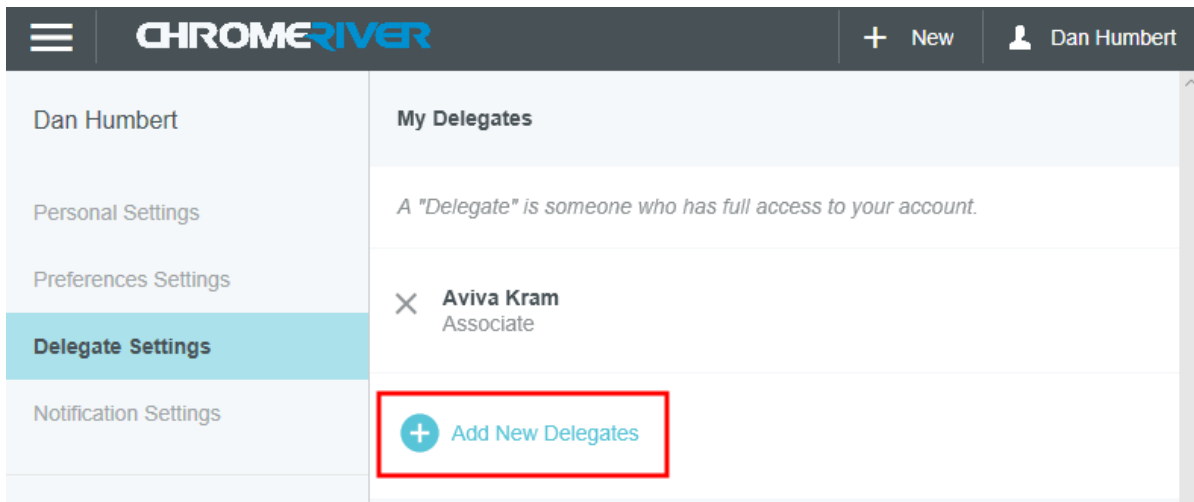 CHROMERIVER
New
Dan Humbert
Dan Humbert
My Delegates
Personal Settings
A "Delegate" is someone who has full access to your account.
Preferences Settings
Aviva Kram
Associate
Delegate Settings
Notification Settings
Add New Delegates